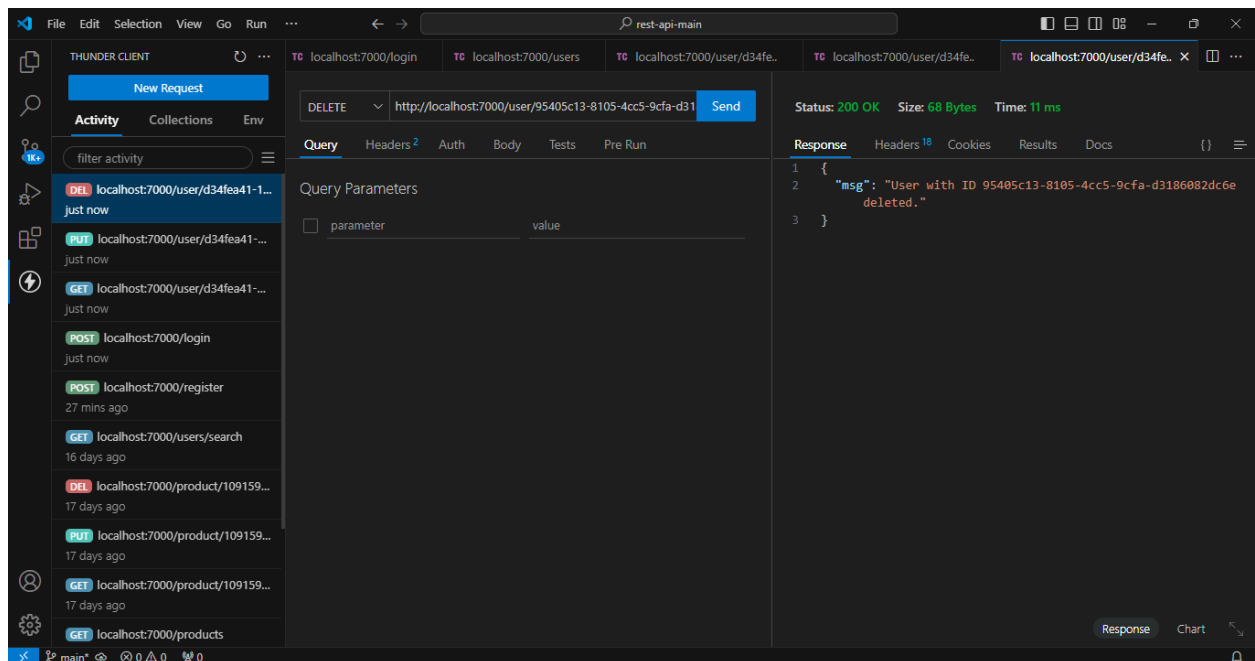 File Edit Selection View Go Run ... rest-api-main
THUNDER CLIENT
New Request
Activity Collections Env
filter activity
DEL localhost:7000/user/d34fea41-1...
just now
PUT localhost:7000/user/d34fea41-...
just now
GET localhost:7000/user/d34fea41-...
just now
POST localhost:7000/login
just now
POST localhost:7000/register
27 mins ago
GET localhost:7000/users/search
16 days ago
DEL localhost:7000/product/109159...
17 days ago
PUT localhost:7000/product/109159...
17 days ago
GET localhost:7000/product/109159...
17 days ago
GET localhost:7000/products
1K+
TC localhost:7000/login TC localhost:7000/users TC localhost:7000/user/d34fe.. TC localhost:7000/user/d34fe.. TC localhost:7000/user/d34fe..
DELETE http://localhost:7000/user/95405c13-8105-4cc5-9cfa-d31 Send
Query Headers 2 Auth Body Tests Pre Run
Query Parameters
parameter value
Status: 200 OK Size: 68 Bytes Time: 11 ms
Response Headers 18 Cookies Results Docs {}
1 {
2 "msg": "User with ID 95405c13-8105-4cc5-9cfa-d3186082dc6e
deleted."
3 }
Response Chart
main* 0 0 0